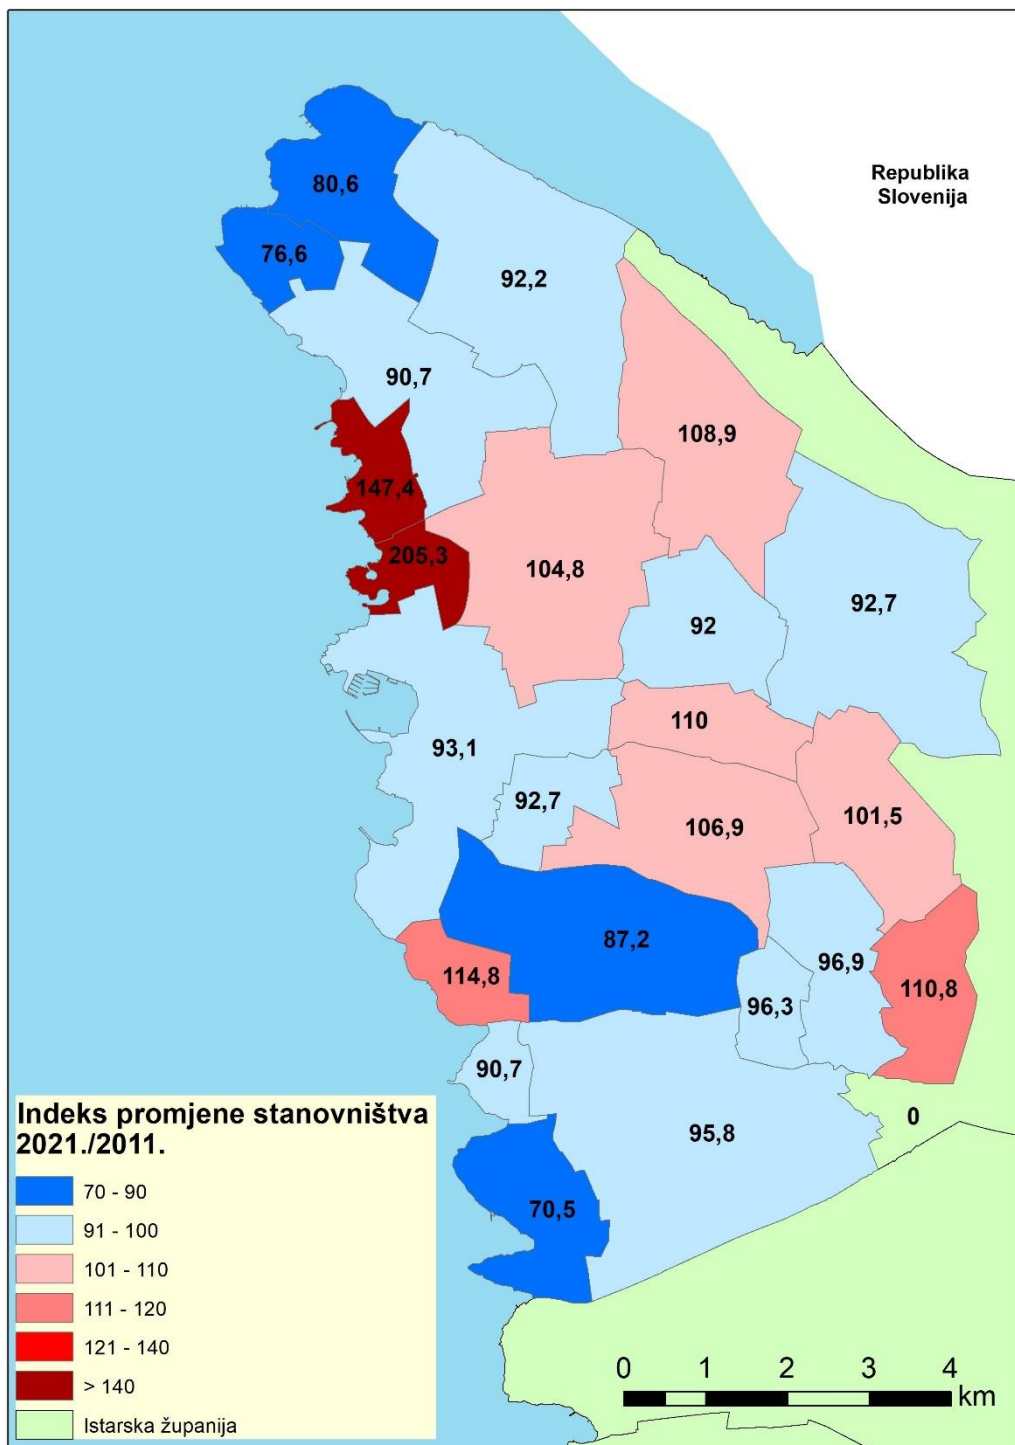 Republika
Slovenija
80,6
76,6
92,2
90,7
108,9
147,4
205,3
104,8
92,7
92
110
93,1
92,7
106,9
101,5
87,2
96,9
114,8
96,3
110,8
90,7
0
95,8
70,5
Indeks promjene stanovništva
2021./2011.
70 - 90
91 - 100
101 - 110
111 - 120
121 - 140
> 140
Istarska županija
0 1 2 3 4
km